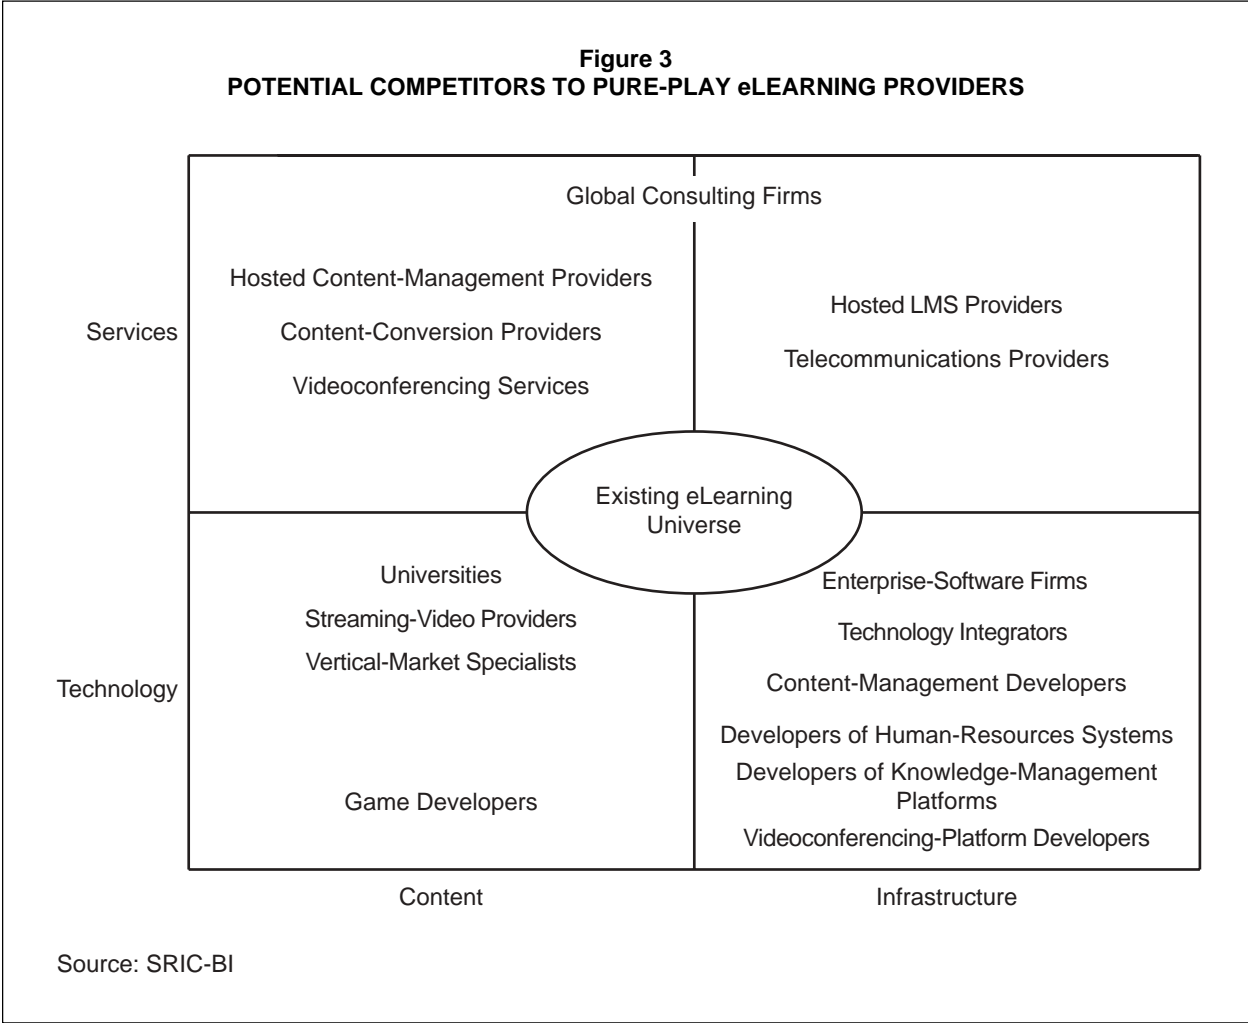 Figure 3
POTENTIAL COMPETITORS TO PURE-PLAY eLEARNING PROVIDERS
Global Consulting Firms
Hosted Content-Management Providers
Content-Conversion Providers
Videoconferencing Services
Hosted LMS Providers
Telecommunications Providers
Services
Existing eLearning
Universe
Universities
Streaming-Video Providers
Vertical-Market Specialists
Game Developers
Enterprise-Software Firms
Technology Integrators
Content-Management Developers
Developers of Human-Resources Systems
Developers of Knowledge-Management
Platforms
Videoconferencing-Platform Developers
Technology
Content
Infrastructure
Source: SRIC-BI